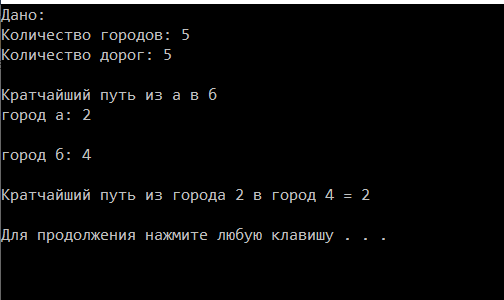 Дано:
Количество городов: 5
Количество дорог: 5
Кратчайший путь из а в б
город а: 2
город б: 4
Кратчайший путь из города 2 в город 4 = 2
Для продолжения нажмите любую клавишу . . .